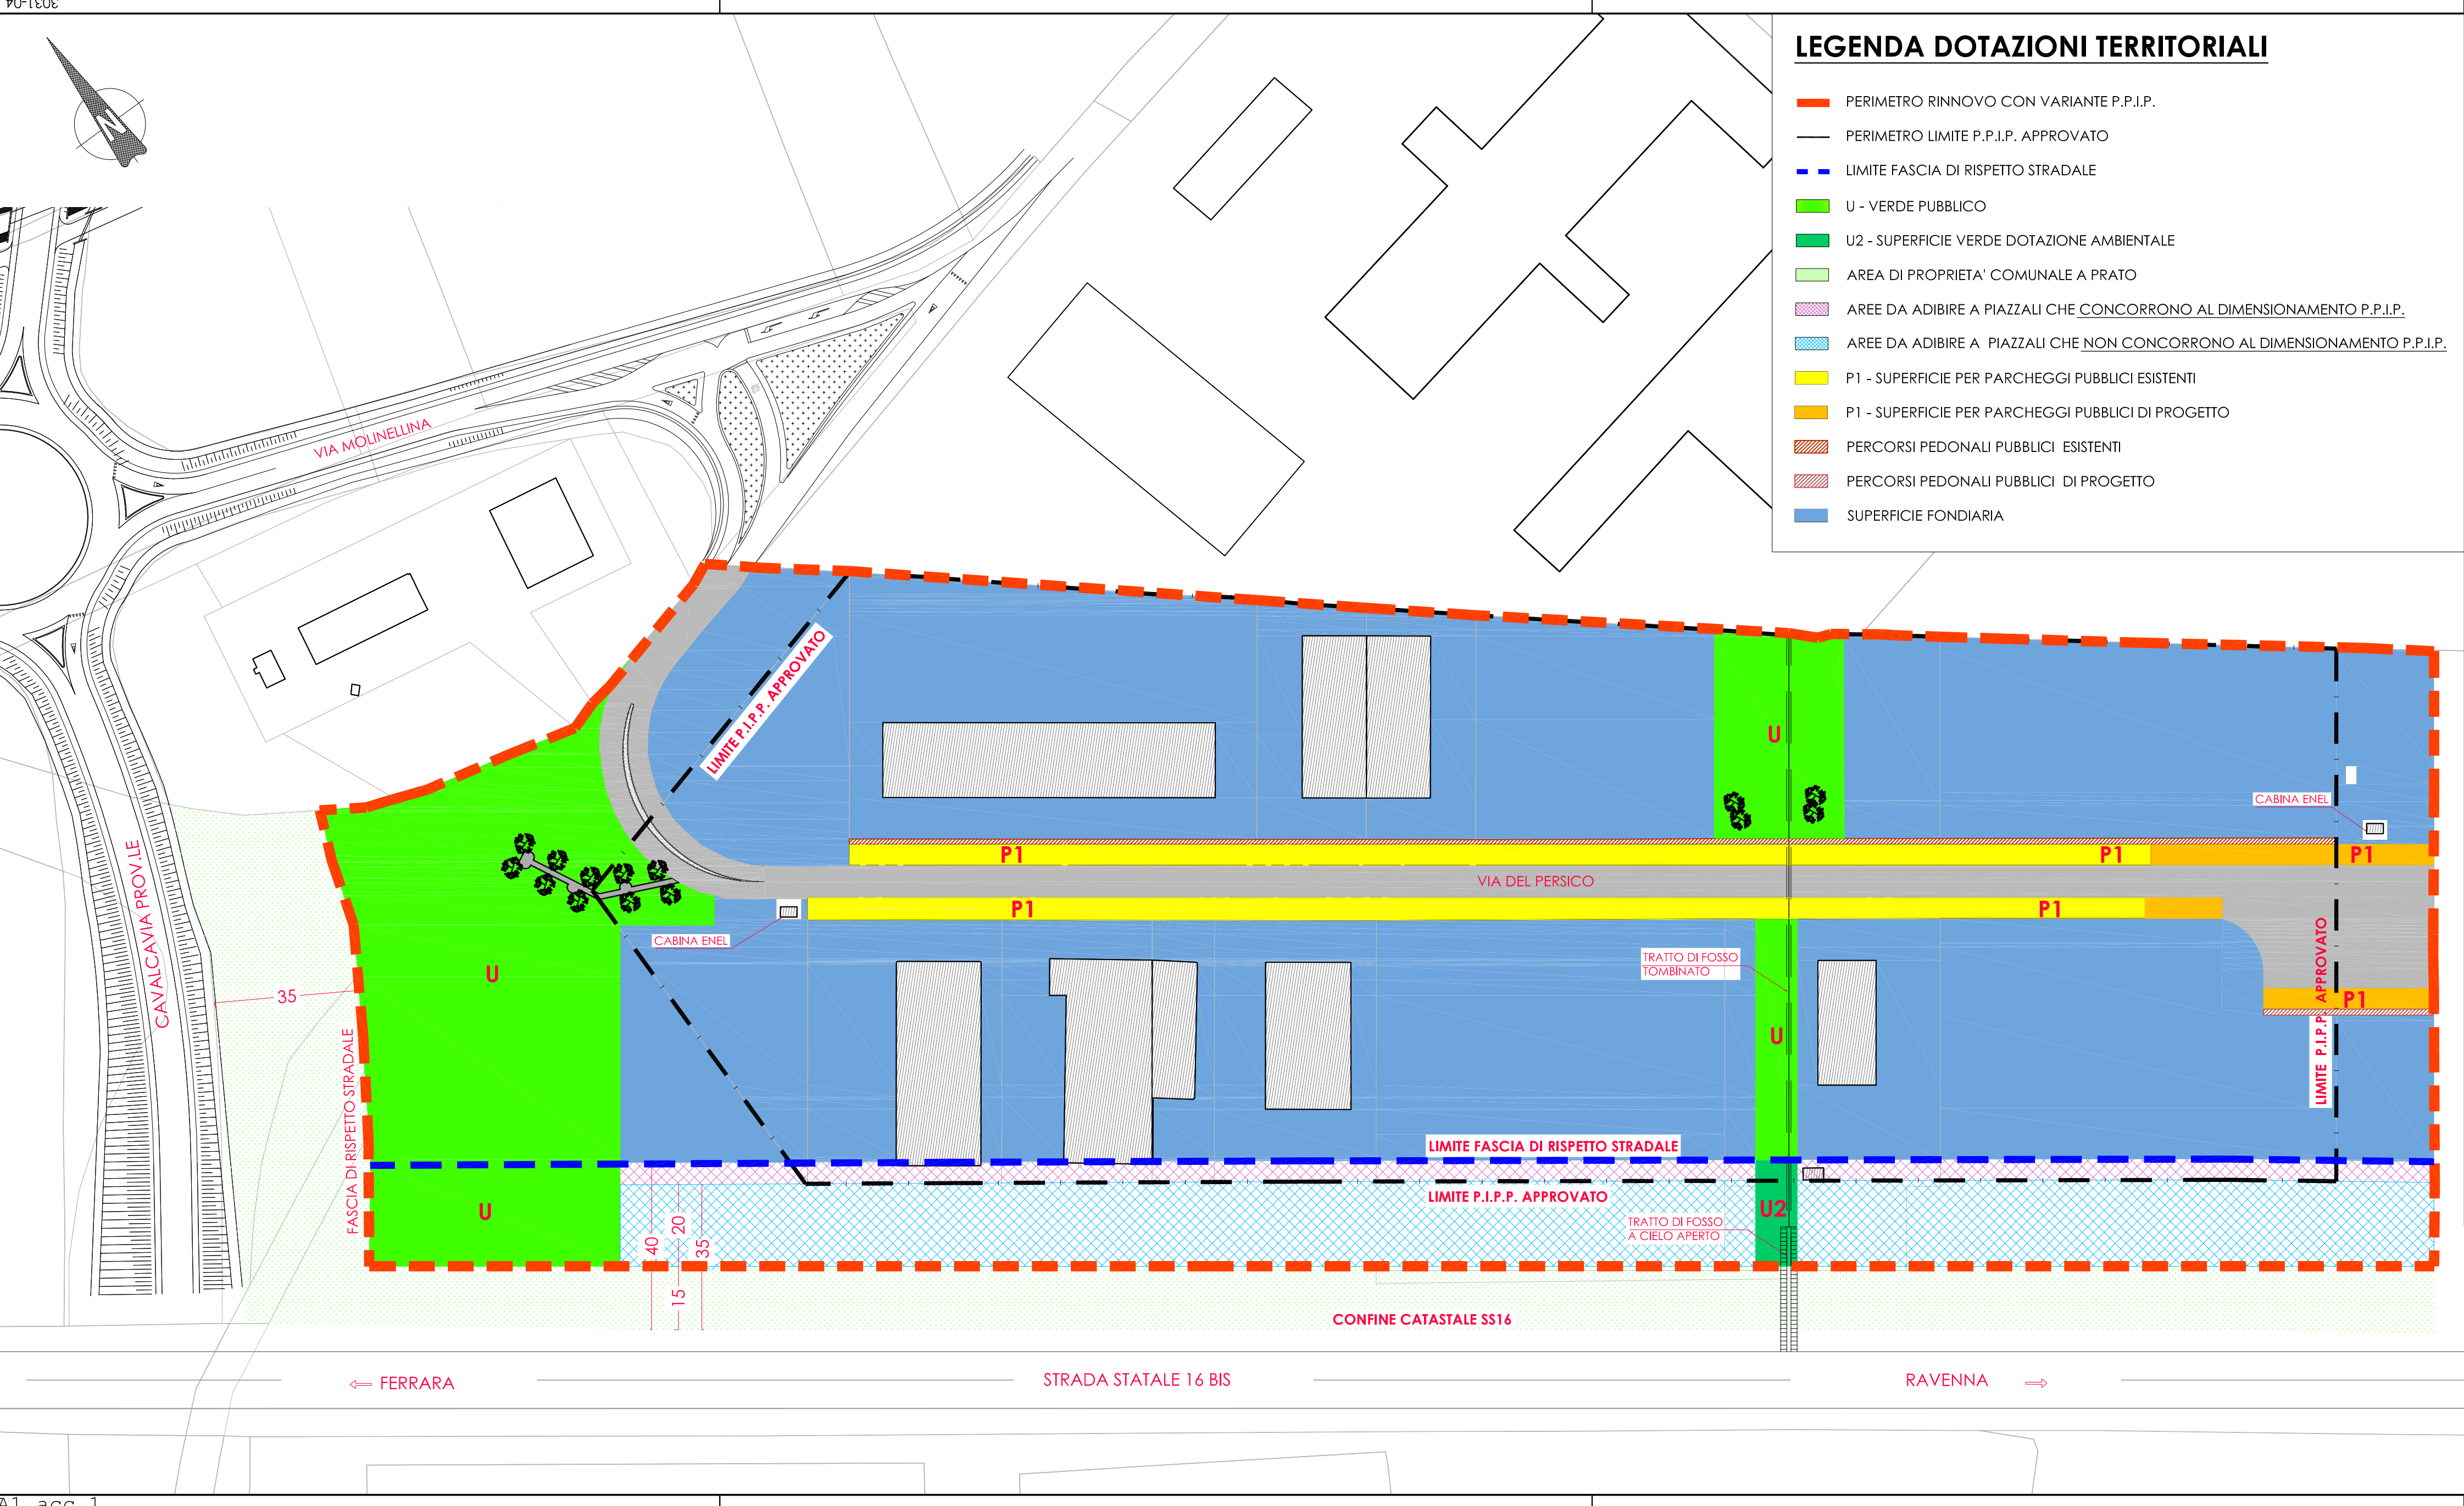 3031-04
N
LEGENDA DOTAZIONI TERRITORIALI
PERIMETRO RINNOVO CON VARIANTE P.P.I.P.
PERIMETRO LIMITE P.P.I.P. APPROVATO
LIMITE FASCIA DI RISPETTO STRADALE
U - VERDE PUBBLICO
U2 - SUPERFICIE VERDE DOTAZIONE AMBIENTALE
AREA DI PROPRIETA' COMUNALE A PRATO
AREE DA ADIBIRE A PIAZZALI CHE CONCORRONO AL DIMENSIONAMENTO P.P.I.P.
AREE DA ADIBIRE A PIAZZALI CHE NON CONCORRONO AL DIMENSIONAMENTO P.P.I.P.
P1 - SUPERFICIE PER PARCHEGGI PUBBLICI ESISTENTI
P1 - SUPERFICIE PER PARCHEGGI PUBBLICI DI PROGETTO
PERCORSI PEDONALI PUBBLICI ESISTENTI
PERCORSI PEDONALI PUBBLICI DI PROGETTO
SUPERFICIE FONDIARIA
VIA MOLINELLINA
LIMITE P.I.P.P. APPROVATO
U
CABINA ENEL
P1
P1
P1
VIA DEL PERSICO
P1
P1
CABINA ENEL
CAVALCAVIA PROV.LE
U
35
TRATTO DI FOSSO
TOMBINATO
P1
LIMITE P.I.P.P. APPROVATO
U
FASCIA DI RISPETTO STRADALE
LIMITE FASCIA DI RISPETTO STRADALE
LIMITE P.I.P.P. APPROVATO
U
U2
40
20
35
15
TRATTO DI FOSSO
A CIELO APERTO
CONFINE CATASTALE SS16
FERRARA
STRADA STATALE 16 BIS
RAVENNA